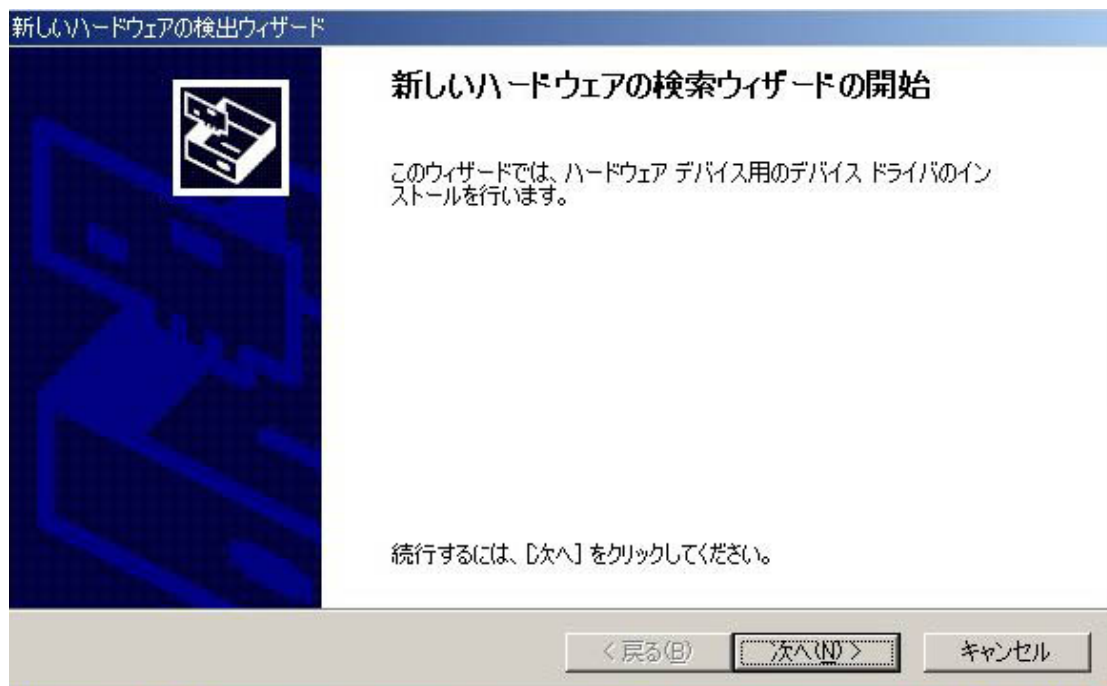 新しいハードウェアの検出ウィザード
新しいハードウェアの検索ウィザードの開始
このウィザードでは、ハードウェア デバイス用のデバイス ドライバのイン
ストールを行います。
続行するには、[次へ] をクリックしてください。
< 戻る(B)
次へ(N) >
キャンセル